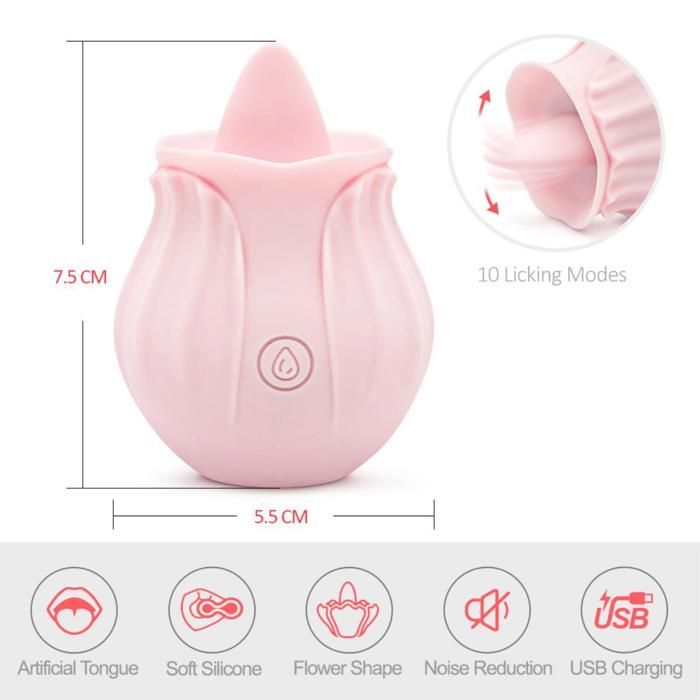 7.5 CM
10 Licking Modes
5.5 CM
USB
Artificial Tongue
Soft Silicone
Flower Shape
Noise Reduction
USB Charging